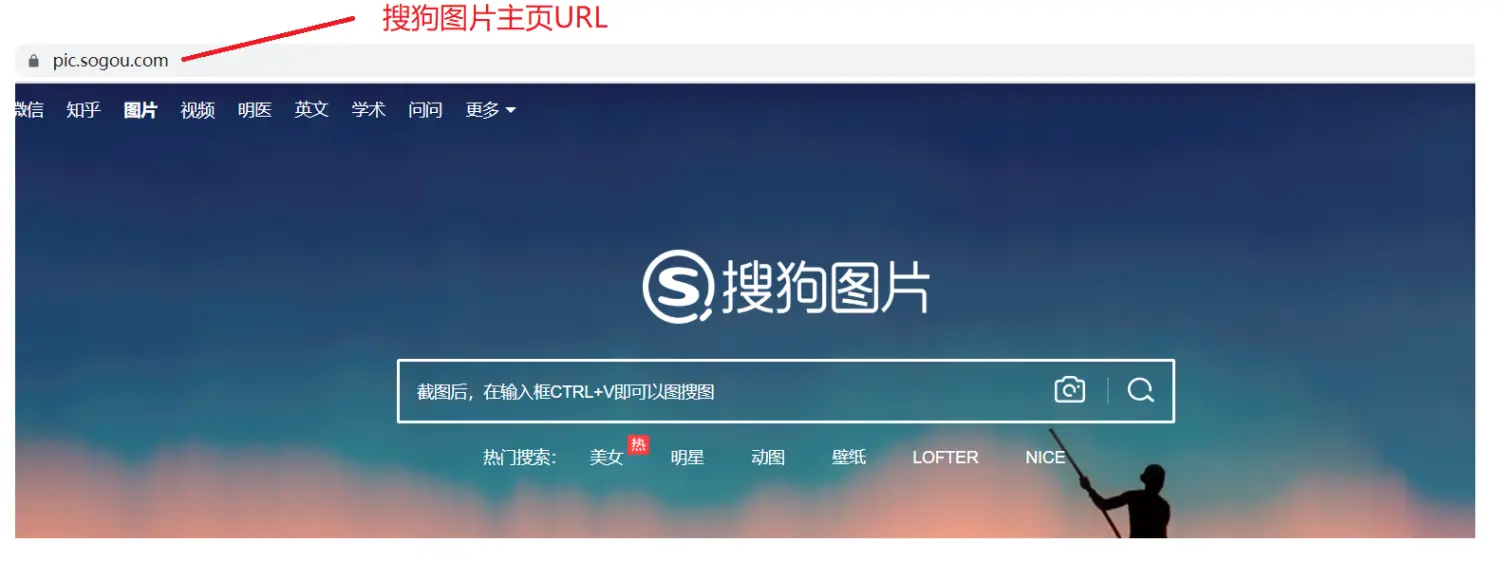 搜狗图片主页URL
pic.sogou.com
微信 知乎 图片 视频 明医 英文 学术 问问 更多
搜狗图片
截图后，在输入框CTRL+V即可以图搜图
热门搜索: 美女 热 明星 动图 壁纸 LOFTER NICE